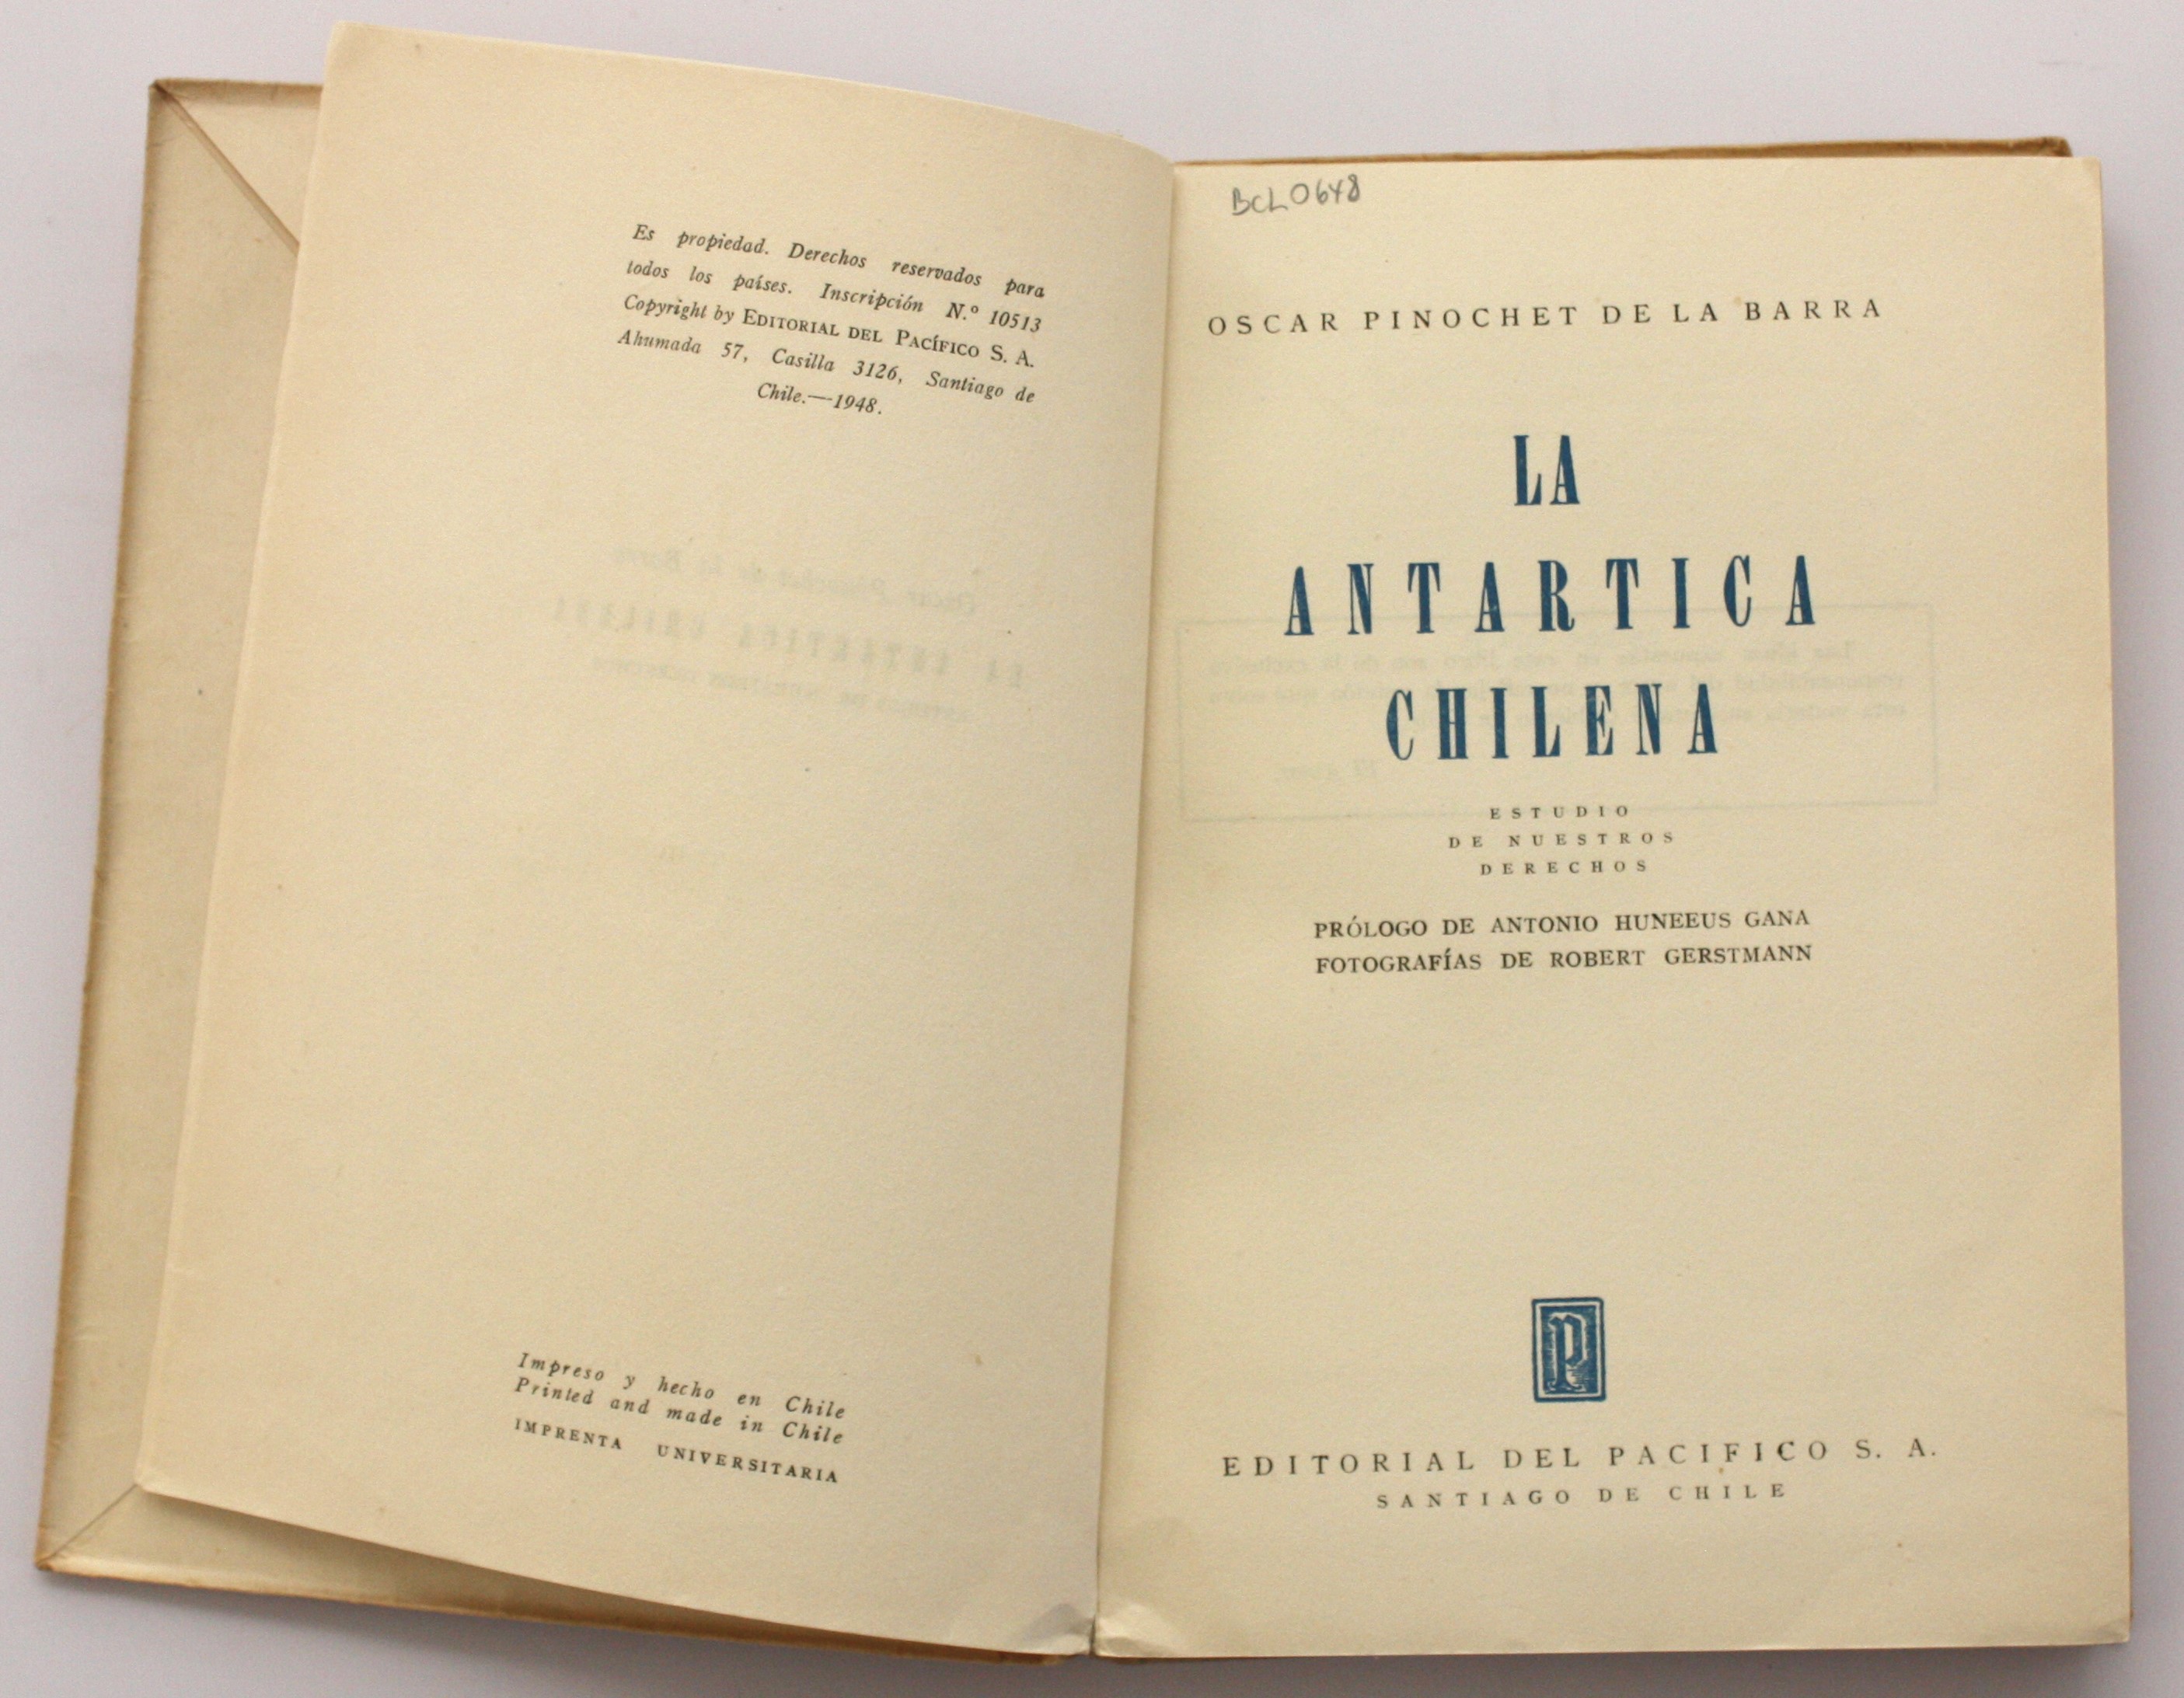 Es propiedad. Derechos reservados para
todos los países. Inscripción N.º 10513
Copyright by EDITORIAL DEL PACÍFICO S. A.
Ahumada 57, Casilla 3126, Santiago de
Chile.—1948.
Impreso y hecho en Chile
Printed and made in Chile
IMPRENTA UNIVERSITARIA
BCL0648
OSCAR PINOCHET DE LA BARRA
LA
ANTARTICA
CHILENA
ESTUDIO
DE NUESTROS
DERECHOS
PRÓLOGO DE ANTONIO HUNEEUS GANA
FOTOGRAFÍAS DE ROBERT GERSTMANN
P
EDITORIAL DEL PACIFICO S. A.
SANTIAGO DE CHILE